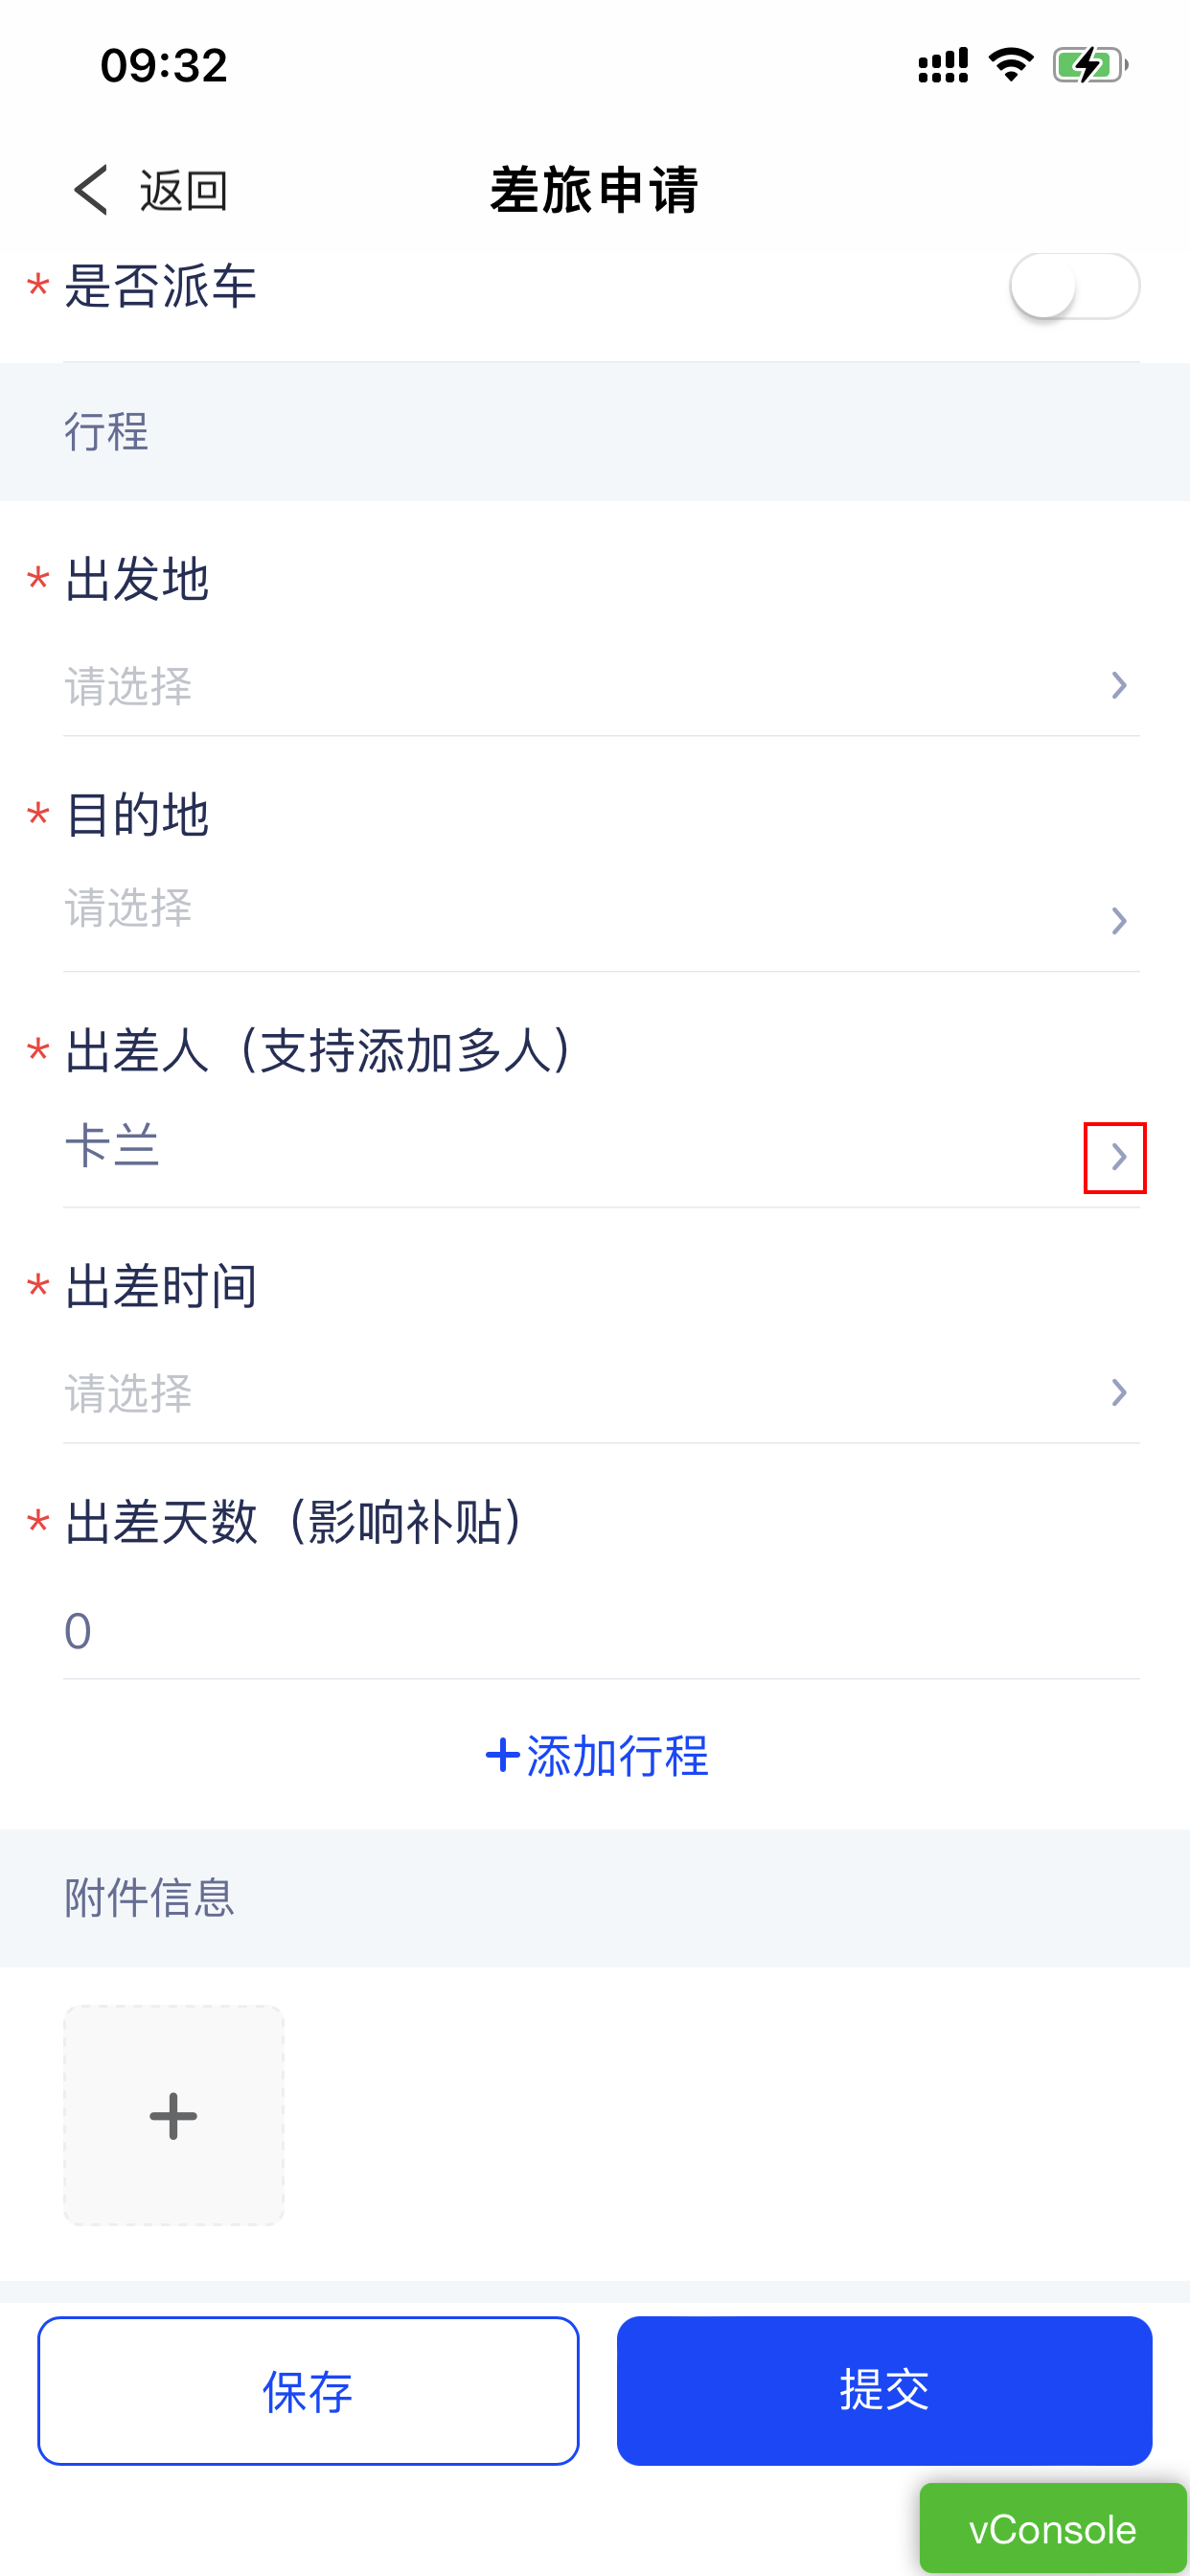 09:32
返回
差旅申请
* 是否派车
行程
* 出发地
请选择
* 目的地
请选择
* 出差人（支持添加多人）
卡兰
* 出差时间
请选择
* 出差天数（影响补贴）
0
+添加行程
附件信息
保存
提交
vConsole